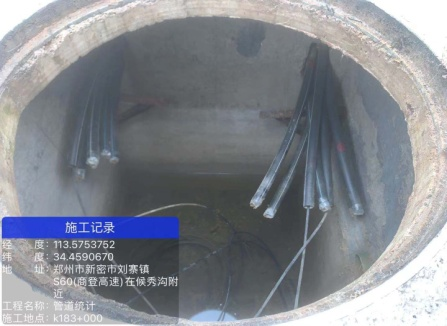 施工记录
经　度：113.5753752
纬　度：34.4590670
地　址：郑州市新密市刘寨镇
S60(商登高速)在候秀沟附
近
工程名称：管道统计
施工地点：k183+000